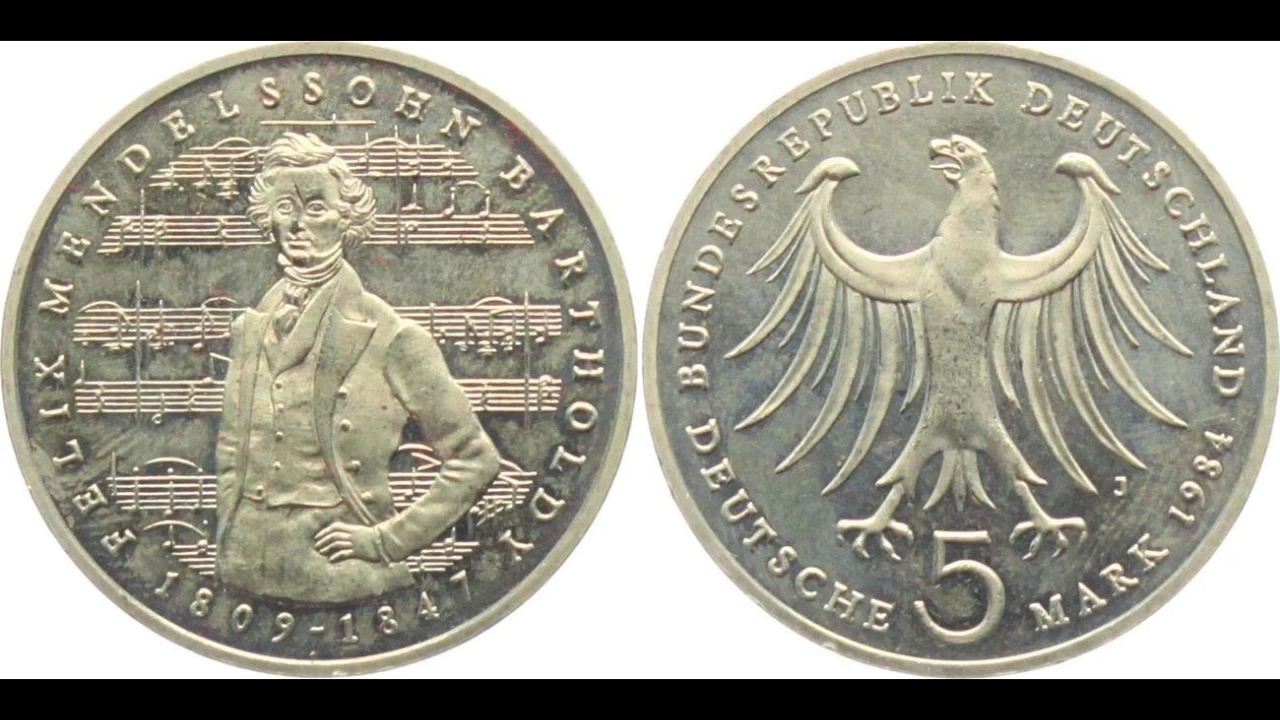 FELIX MENDELSSOHN BARTHOLDY
1809-1847
BUNDESREPUBLIK DEUTSCHLAND 1984
J
DEUTSCHE 5 MARK